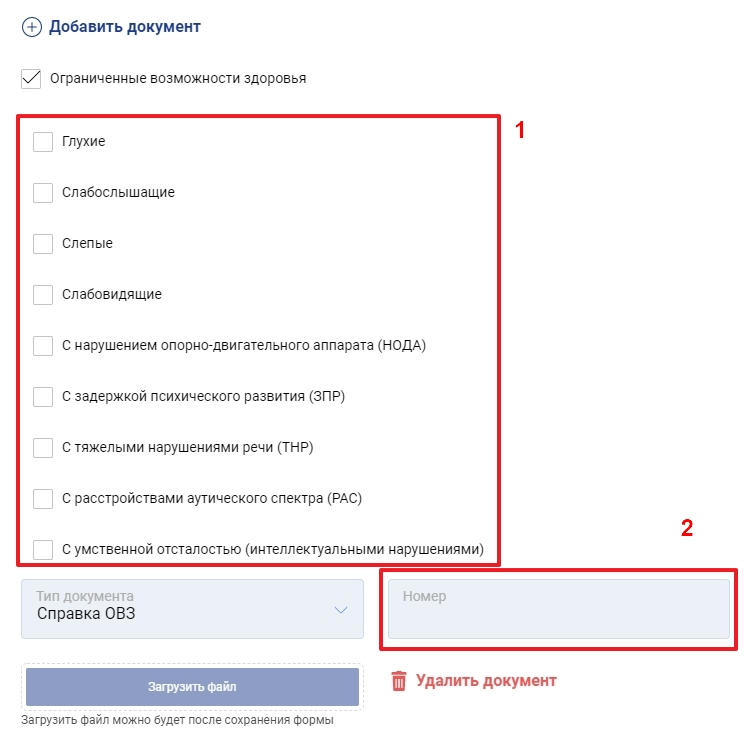 Добавить документ
Ограниченные возможности здоровья
1
Глухие
Слабослышащие
Слепые
Слабовидящие
С нарушением опорно-двигательного аппарата (НОДА)
С задержкой психического развития (ЗПР)
С тяжелыми нарушениями речи (ТНР)
С расстройствами аутического спектра (РАС)
2
С умственной отсталостью (интеллектуальными нарушениями)
Тип документа
Справка ОВЗ
Номер
Загрузить файл
Удалить документ
Загрузить файл можно будет после сохранения формы